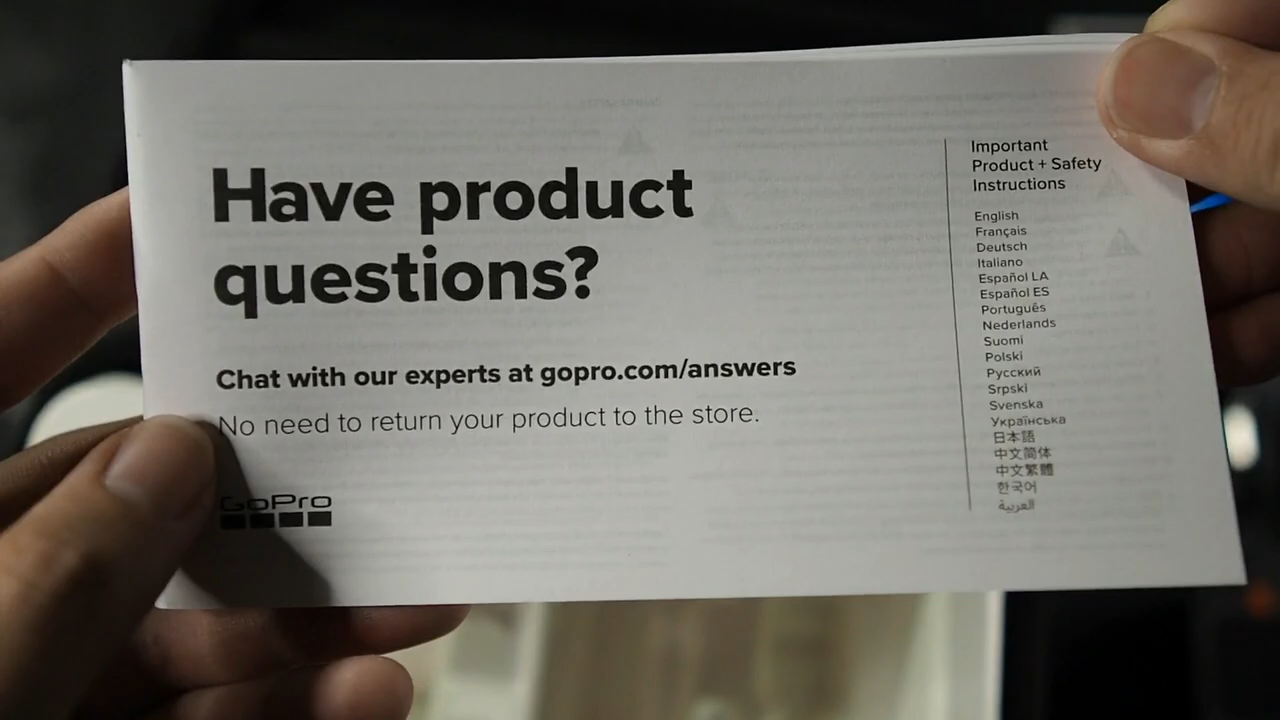 Have product
questions?
Chat with our experts at gopro.com/answers
No need to return your product to the store.
GoPro
Important
Product + Safety
Instructions
English
Français
Deutsch
Italiano
Español LA
Español ES
Português
Nederlands
Suomi
Polski
Русский
Srpski
Svenska
Українська
日本語
中文简体
中文繁體
한국어
العربية